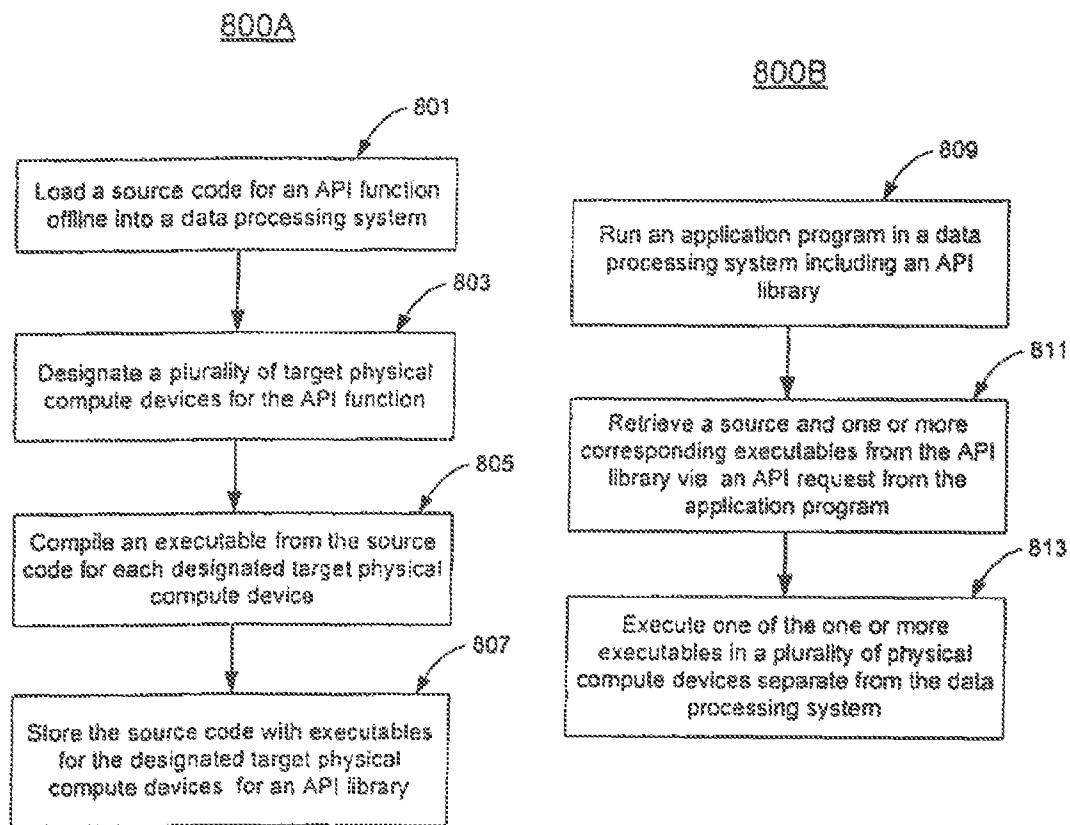 800A
801
Load a source code for an API function
offline into a data processing system
803
Designate a plurality of target physical
compute devices for the API function
805
Compile an executable from the source
code for each designated target physical
compute device
807
Store the source code with executables
for the designated target physical
compute devices for an API library
800B
809
Run an application program in a data
processing system including an API
library
811
Retrieve a source and one or more
corresponding executables from the API
library via an API request from the
application program
813
Execute one of the one or more
executables in a plurality of physical
compute devices separate from the data
processing system